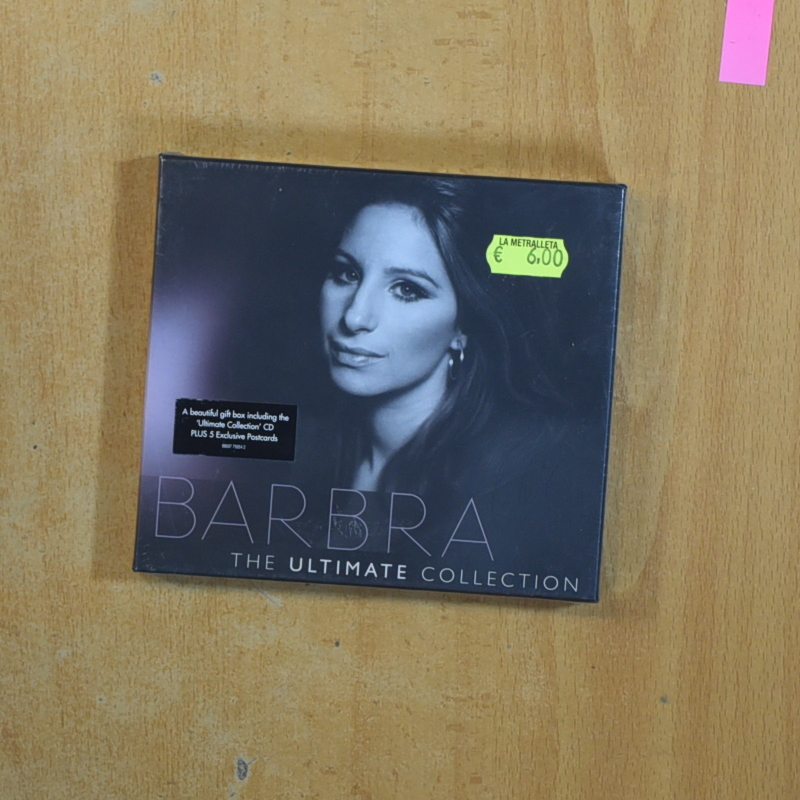 LA METRALLETA
€ 6,00
A beautiful gift box including the
'Ultimate Collection' CD
PLUS 5 Exclusive Postcards
BARBRA
THE ULTIMATE COLLECTION